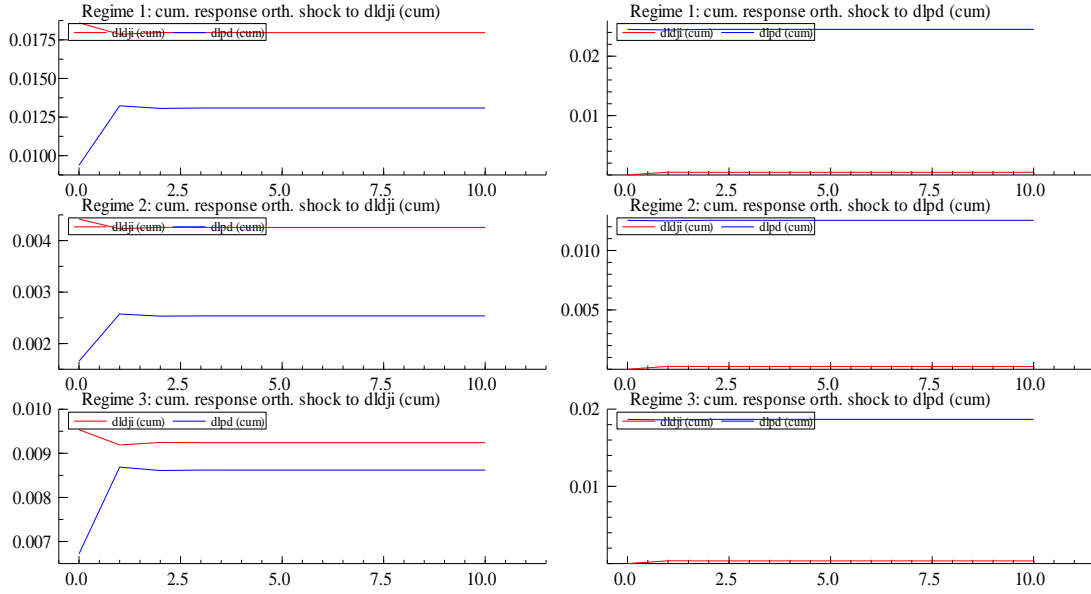 Regime 1: cum. response orth. shock to dldji (cum)
dldji (cum) dlpd (cum)
0.0175
0.0150
0.0125
0.0100
0.0 2.5 5.0 7.5 10.0
Regime 1: cum. response orth. shock to dlpd (cum)
dldji (cum) dlpd (cum)
0.02
0.01
0.0 2.5 5.0 7.5 10.0
Regime 2: cum. response orth. shock to dldji (cum)
dldji (cum) dlpd (cum)
0.004
0.003
0.002
0.0 2.5 5.0 7.5 10.0
Regime 2: cum. response orth. shock to dlpd (cum)
dldji (cum) dlpd (cum)
0.010
0.005
0.0 2.5 5.0 7.5 10.0
Regime 3: cum. response orth. shock to dldji (cum)
dldji (cum) dlpd (cum)
0.010
0.009
0.008
0.007
0.0 2.5 5.0 7.5 10.0
Regime 3: cum. response orth. shock to dlpd (cum)
dldji (cum) dlpd (cum)
0.02
0.01
0.0 2.5 5.0 7.5 10.0